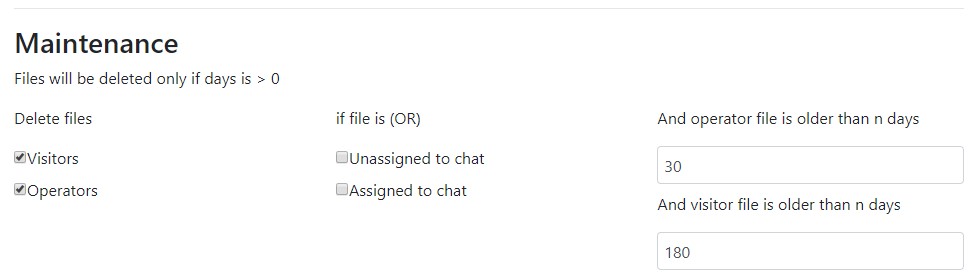 Maintenance
Files will be deleted only if days is > 0
Delete files
if file is (OR)
And operator file is older than n days
Visitors
Unassigned to chat
30
Operators
Assigned to chat
And visitor file is older than n days
180